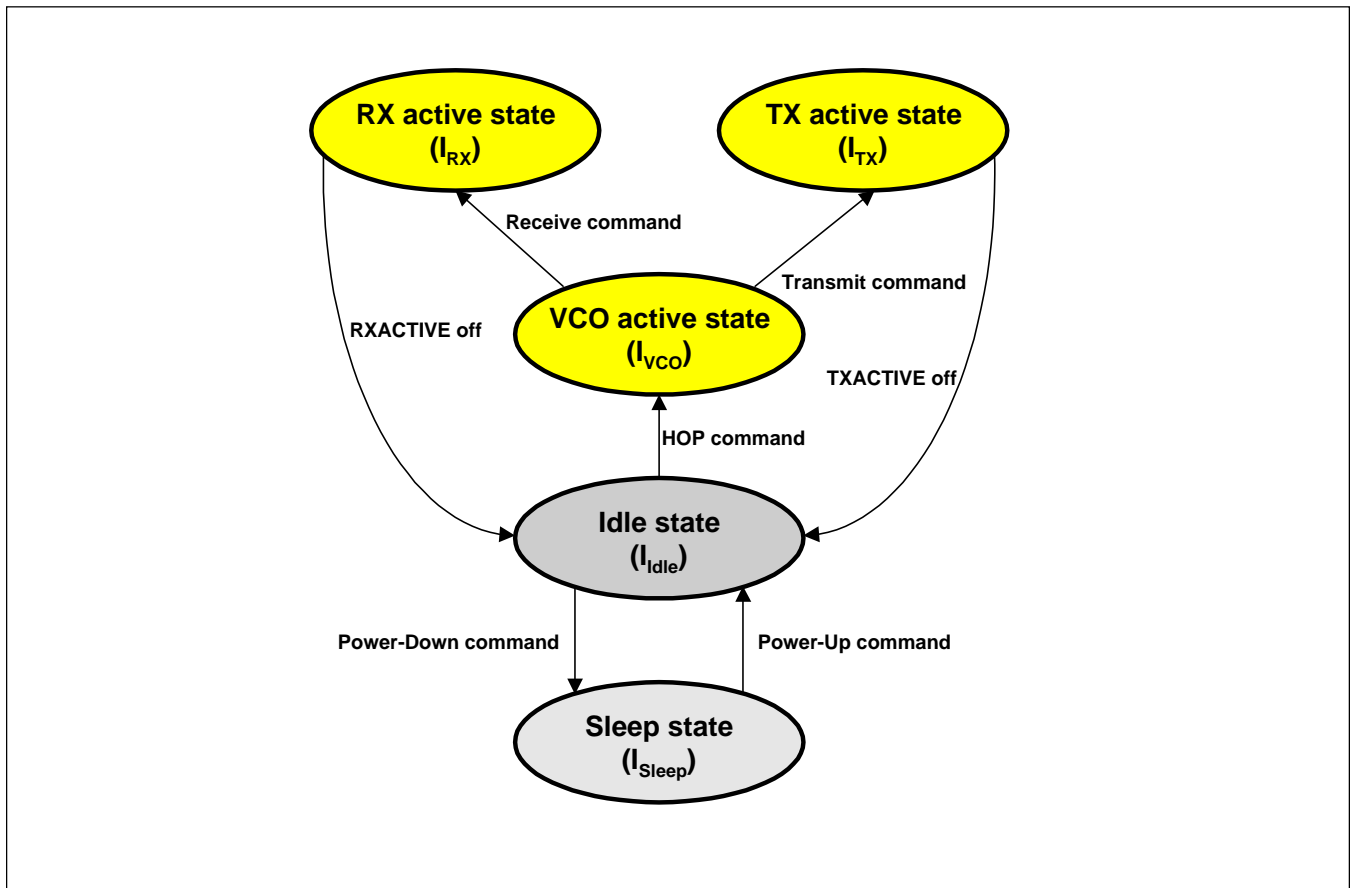 RX active state
(I_RX)
TX active state
(I_TX)
Receive command
Transmit command
VCO active state
(I_VCO)
RXACTIVE off
TXACTIVE off
HOP command
Idle state
(I_Idle)
Power-Down command
Power-Up command
Sleep state
(I_Sleep)